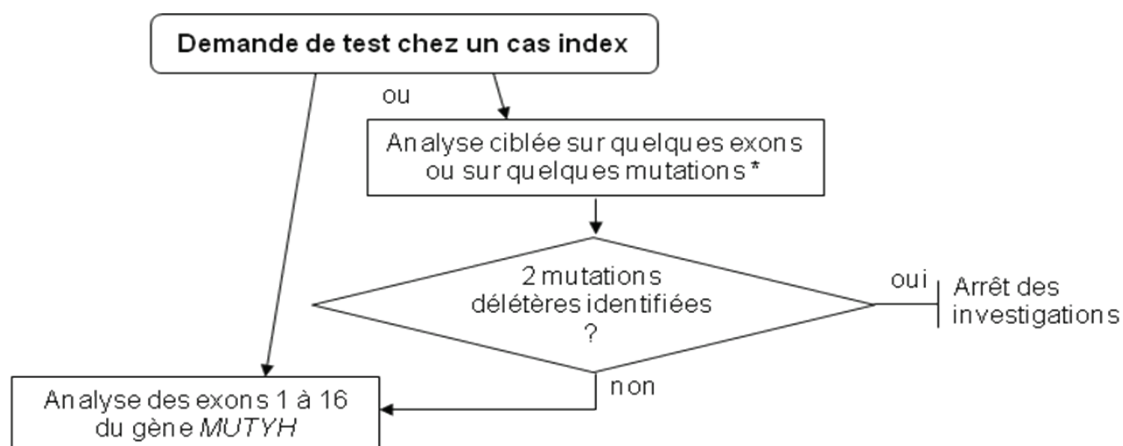 Demande de test chez un cas index
ou
Analyse ciblée sur quelques exons
ou sur quelques mutations *
2 mutations
délétères identifiées
?
oui
Arrêt des
investigations
non
Analyse des exons 1 à 16
du gène MUTYH